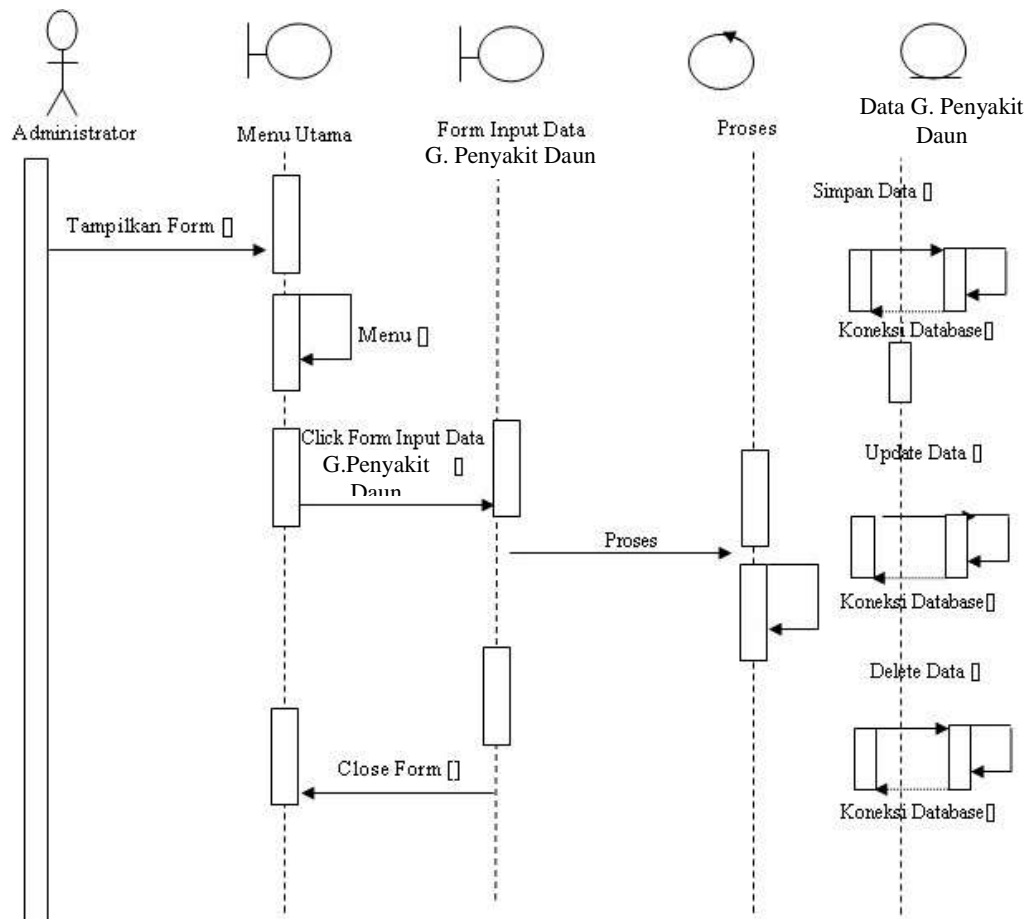 Administrator
Menu Utama
Form Input Data
G. Penyakit Daun
Proses
Data G. Penyakit
Daun
Simpan Data []
Tampilkan Form []
Koneksi Database[]
Menu []
Click Form Input Data
G.Penyakit []
Daun
Update Data []
Proses
Koneksi Database[]
Delete Data []
Close Form []
Koneksi Database[]